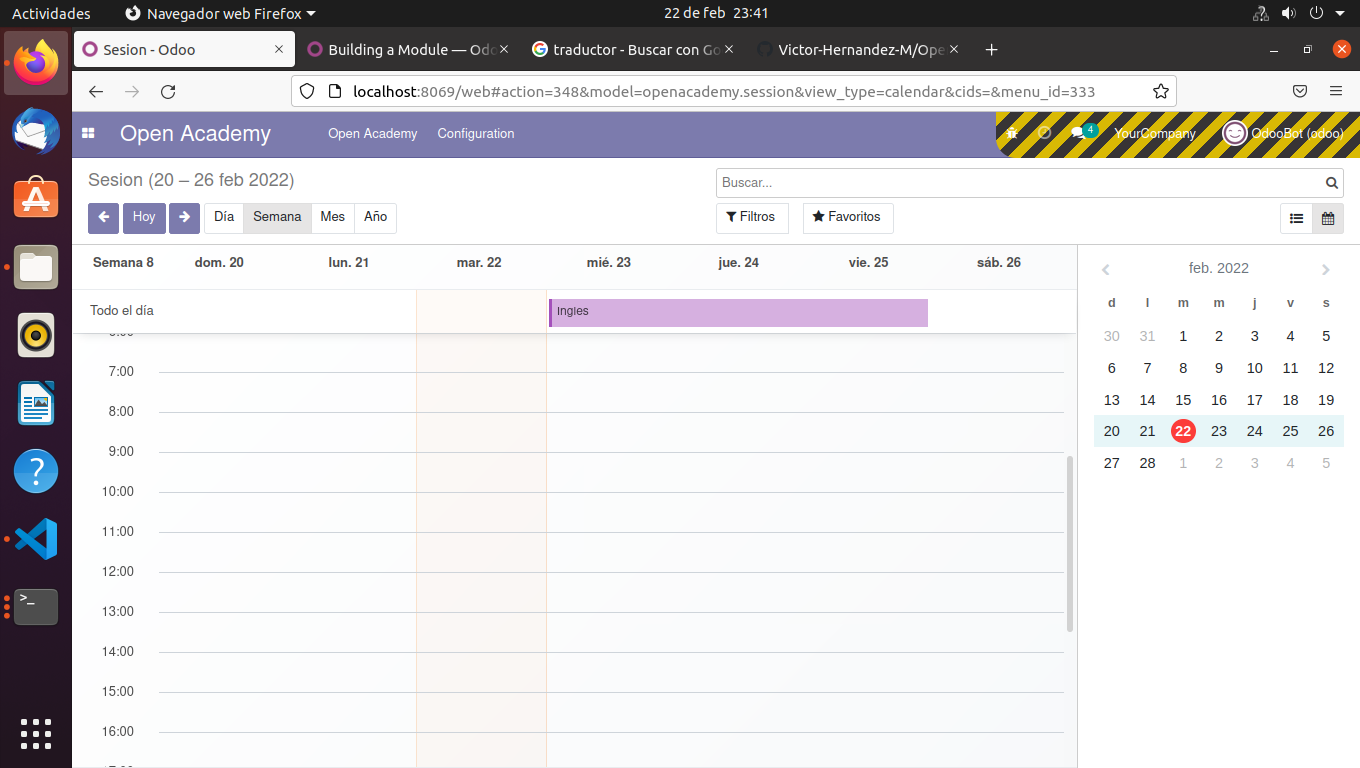 Actividades Navegador web Firefox 22 de feb 23:41
Sesion - Odoo Building a Module — Odo traductor - Buscar con Go Victor-Hernandez-M/Ope
localhost:8069/web#action=348&model=openacademy.session&view_type=calendar&cids=&menu_id=333
Open Academy Open Academy Configuration 4 YourCompany OdooBot (odoo)
Sesion (20 – 26 feb 2022) Buscar...
Hoy Día Semana Mes Año Filtros Favoritos
Semana 8 dom. 20 lun. 21 mar. 22 mié. 23 jue. 24 vie. 25 sáb. 26
Todo el día Ingles
7:00
8:00
9:00
10:00
11:00
12:00
13:00
14:00
15:00
16:00
feb. 2022
d l m m j v s
30 31 1 2 3 4 5
6 7 8 9 10 11 12
13 14 15 16 17 18 19
20 21 22 23 24 25 26
27 28 1 2 3 4 5